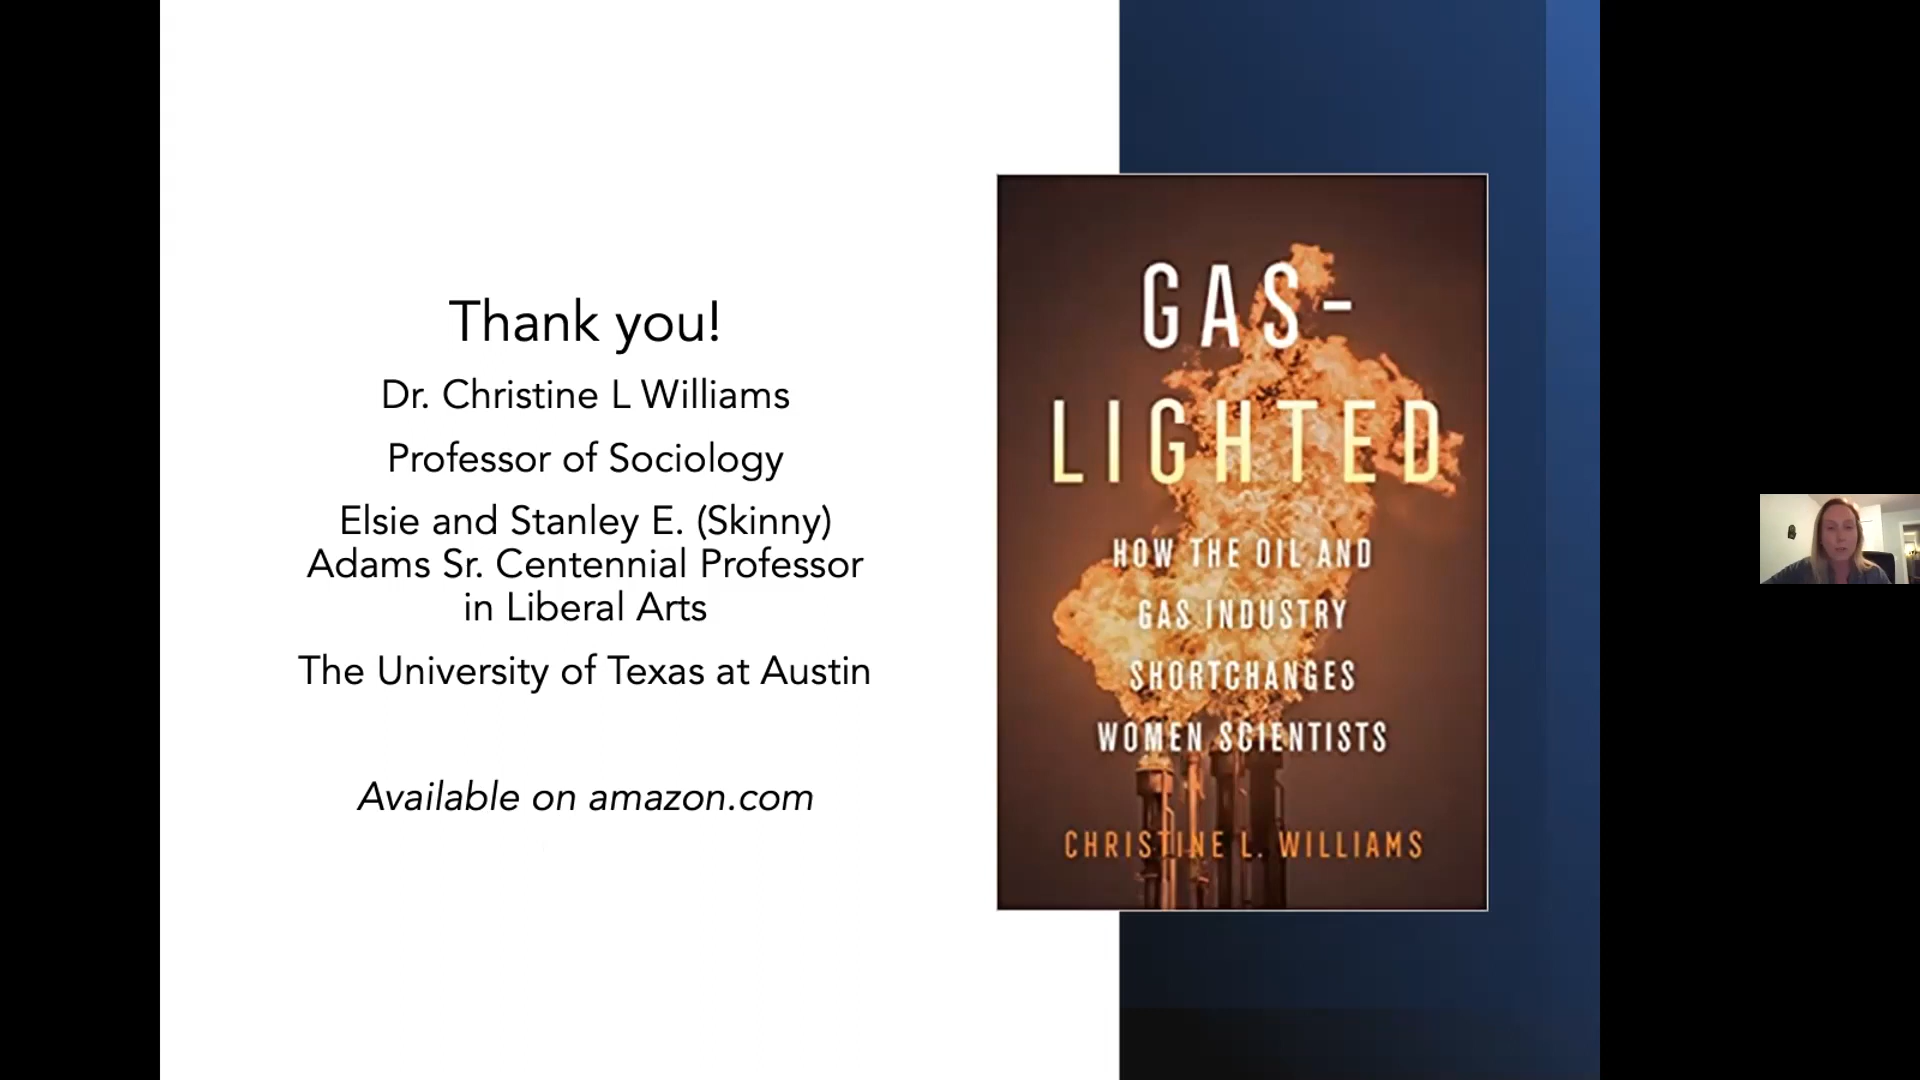 Thank you!
Dr. Christine L Williams
Professor of Sociology
Elsie and Stanley E. (Skinny)
Adams Sr. Centennial Professor
in Liberal Arts
The University of Texas at Austin
Available on amazon.com
GAS-
LIGHTED
HOW THE OIL AND
GAS INDUSTRY
SHORTCHANGES
WOMEN SCIENTISTS
CHRISTINE L. WILLIAMS